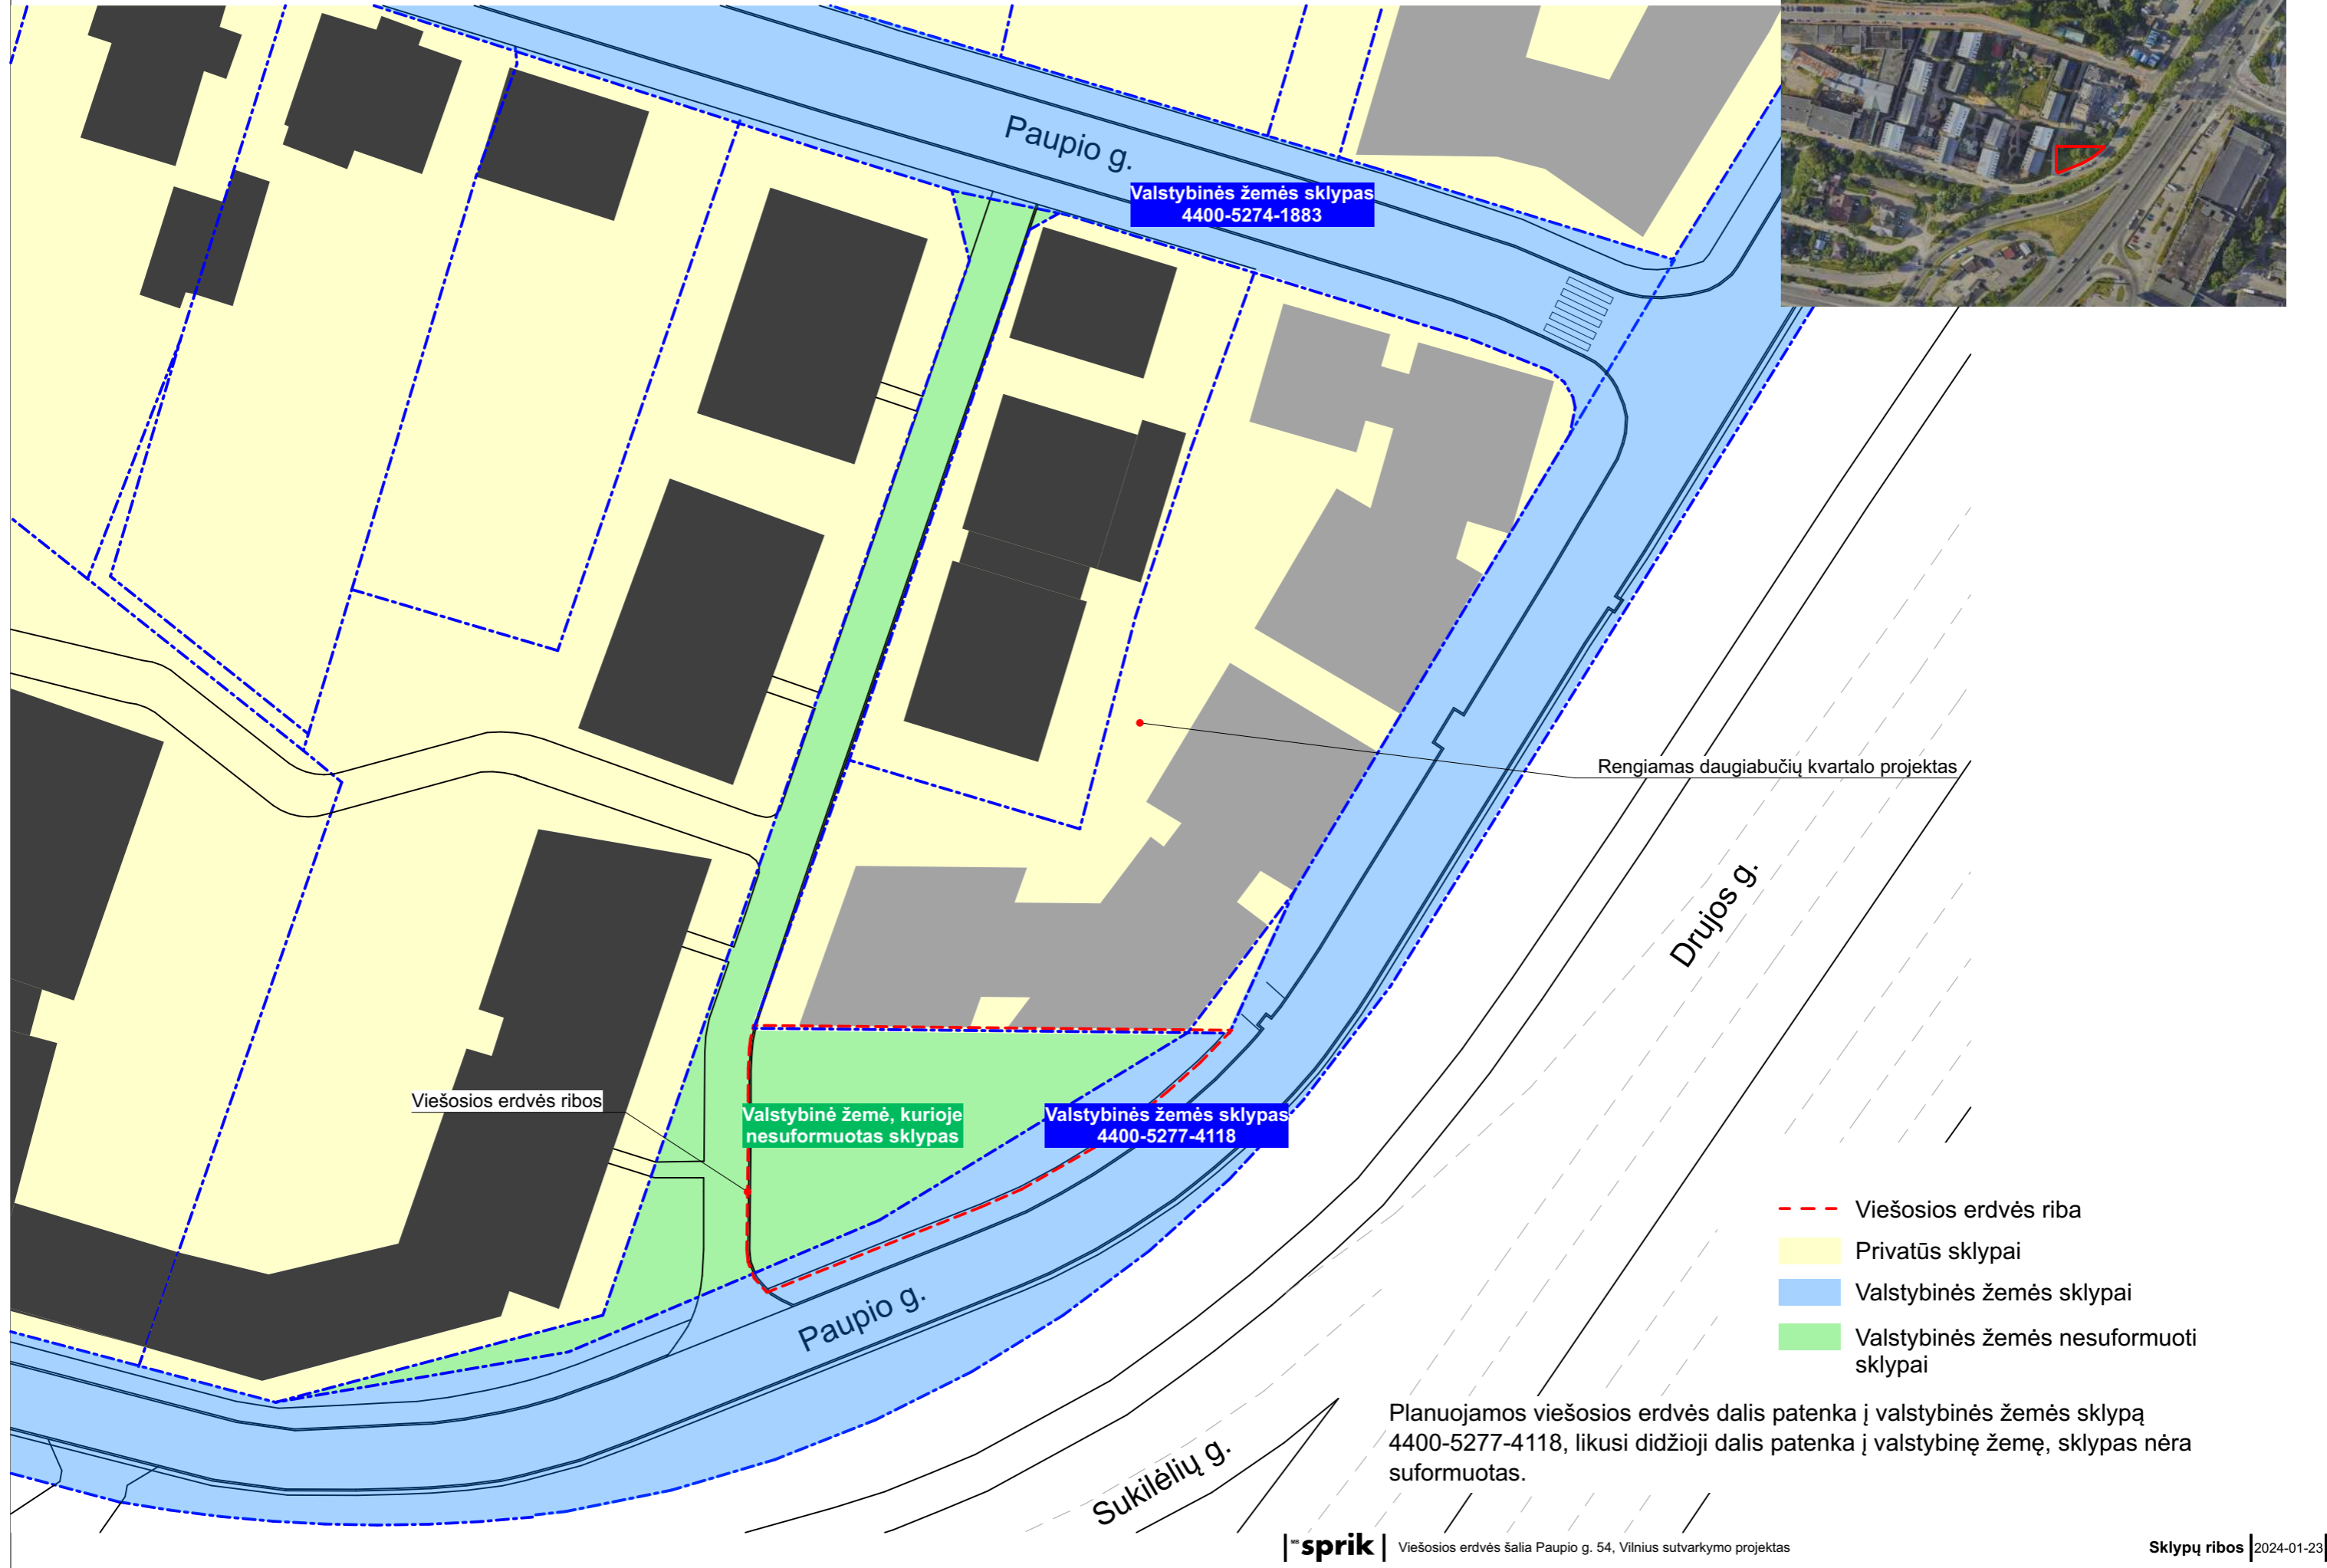 Paupio g.
Valstybinės žemės sklypas
4400-5274-1883
Rengiamas daugiabučių kvartalo projektas
Drujos g.
Viešosios erdvės ribos
Valstybinė žemė, kurioje
nesuformuotas sklypas
Valstybinės žemės sklypas
4400-5277-4118
Paupio g.
Sukilėlių g.
Viešosios erdvės riba
Privatūs sklypai
Valstybinės žemės sklypai
Valstybinės žemės nesuformuoti
sklypai
Planuojamos viešosios erdvės dalis patenka į valstybinės žemės sklypą
4400-5277-4118, likusi didžioji dalis patenka į valstybinę žemę, sklypas nėra
suformuotas.
MB sprik
Viešosios erdvės šalia Paupio g. 54, Vilnius sutvarkymo projektas
Sklypų ribos 2024-01-23